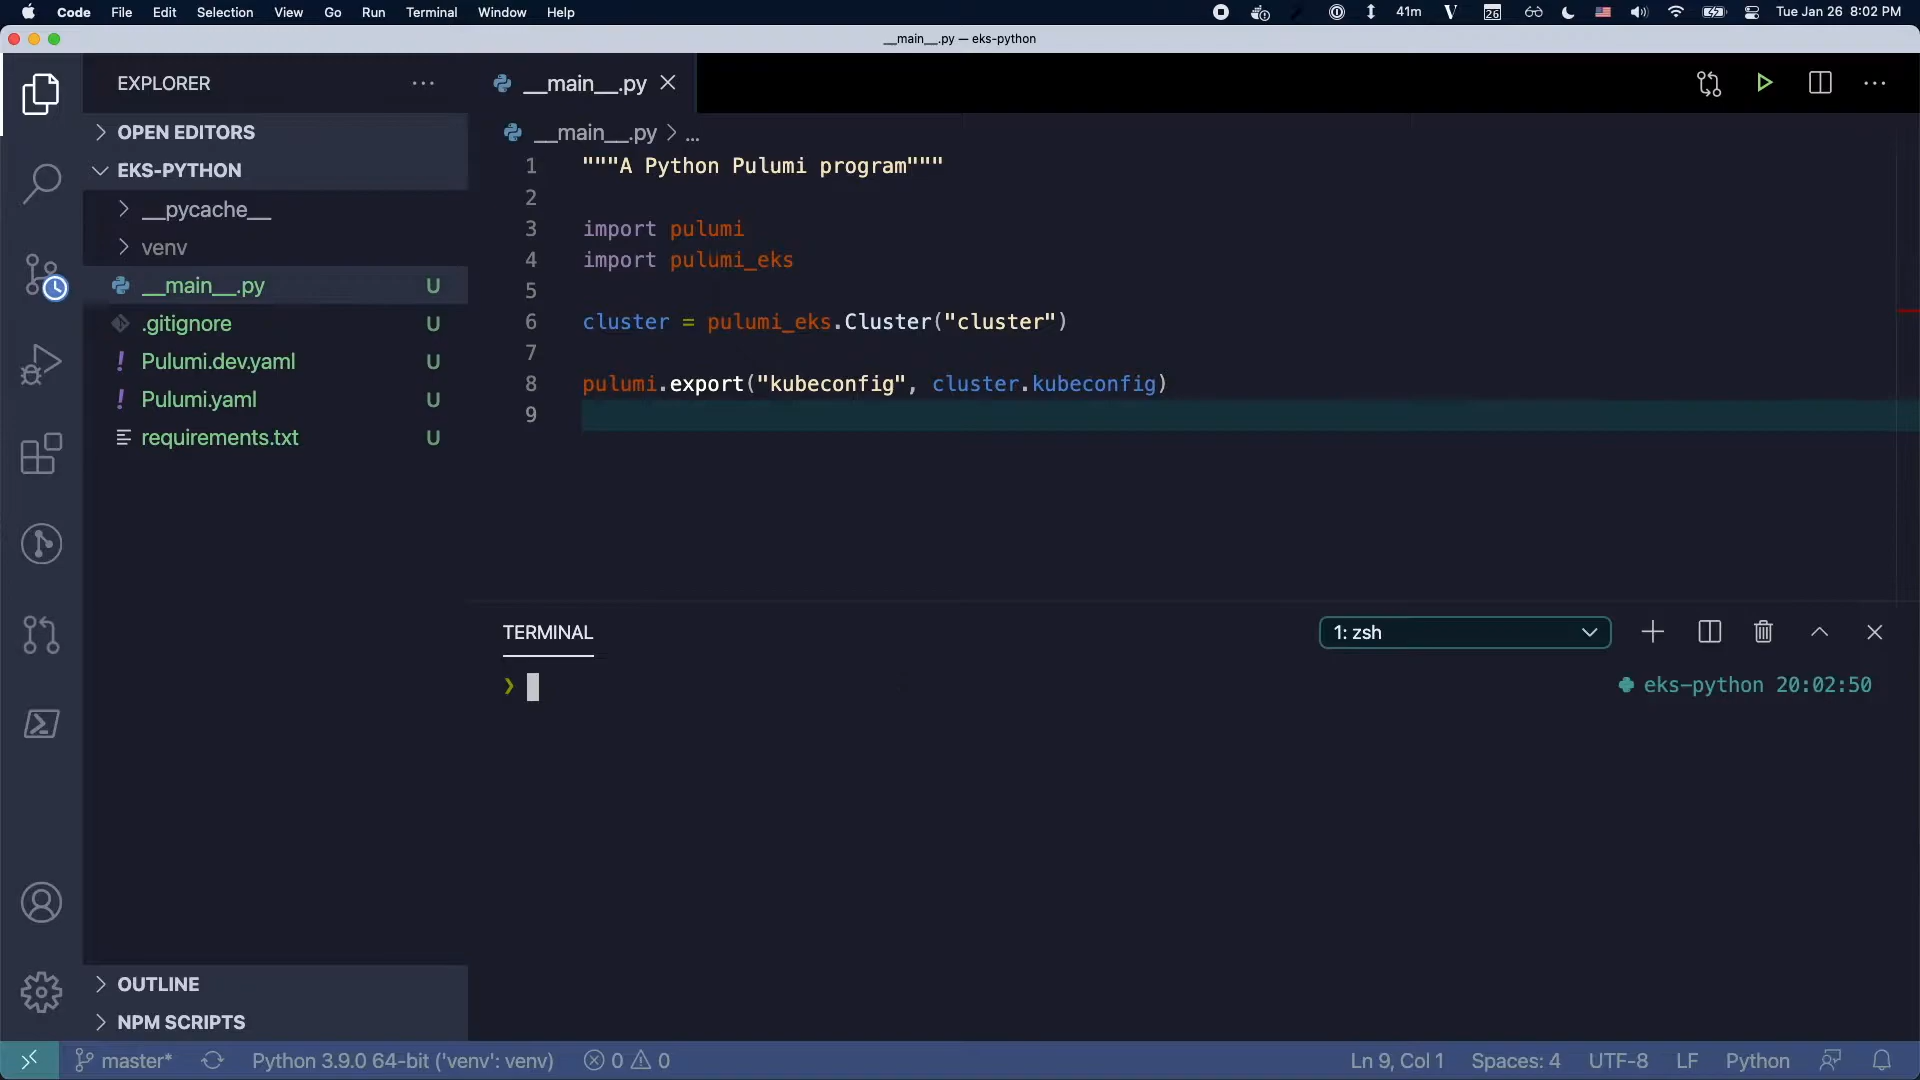 Code File Edit Selection View Go Run Terminal Window Help 41m V 26 Tue Jan 26 8:02 PM
__main__.py — eks-python
EXPLORER
OPEN EDITORS
EKS-PYTHON
__pycache__
venv
__main__.py U
.gitignore U
! Pulumi.dev.yaml U
! Pulumi.yaml U
requirements.txt U
OUTLINE
NPM SCRIPTS
__main__.py
__main__.py > ...
1 """A Python Pulumi program"""
2
3 import pulumi
4 import pulumi_eks
5
6 cluster = pulumi_eks.Cluster("cluster")
7
8 pulumi.export("kubeconfig", cluster.kubeconfig)
9
TERMINAL
1: zsh
❯
eks-python 20:02:50
master* Python 3.9.0 64-bit ('venv': venv) 0 0 Ln 9, Col 1 Spaces: 4 UTF-8 LF Python